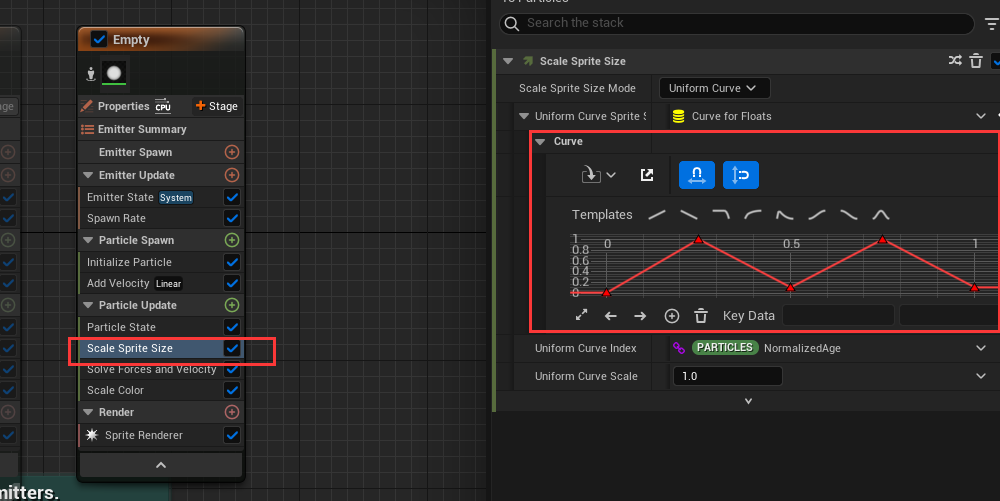 Empty
Properties CPU + Stage
Emitter Summary
Emitter Spawn
Emitter Update
Emitter State System
Spawn Rate
Particle Spawn
Initialize Particle
Add Velocity Linear
Particle Update
Particle State
Scale Sprite Size
Solve Forces and Velocity
Scale Color
Render
Sprite Renderer
Search the stack
Scale Sprite Size
Scale Sprite Size Mode Uniform Curve
Uniform Curve Sprite S Curve for Floats
Curve
Templates
1 0 0.5 1
0.8
0.6
0.4
0.2
0
Key Data
Uniform Curve Index PARTICLES NormalizedAge
Uniform Curve Scale 1.0